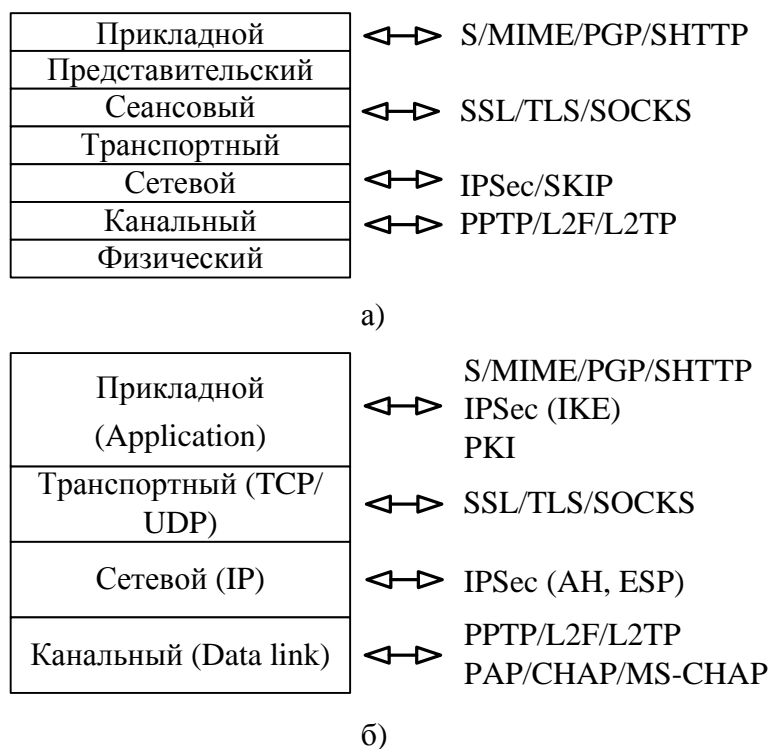 Прикладной S/MIME/PGP/SHTTP
Представительский
Сеансовый SSL/TLS/SOCKS
Транспортный
Сетевой IPSec/SKIP
Канальный PPTP/L2F/L2TP
Физический
а)
Прикладной
(Application)
S/MIME/PGP/SHTTP
IPSec (IKE)
PKI
Транспортный (TCP/
UDP)
SSL/TLS/SOCKS
Сетевой (IP) IPSec (AH, ESP)
Канальный (Data link)
PPTP/L2F/L2TP
PAP/CHAP/MS-CHAP
б)